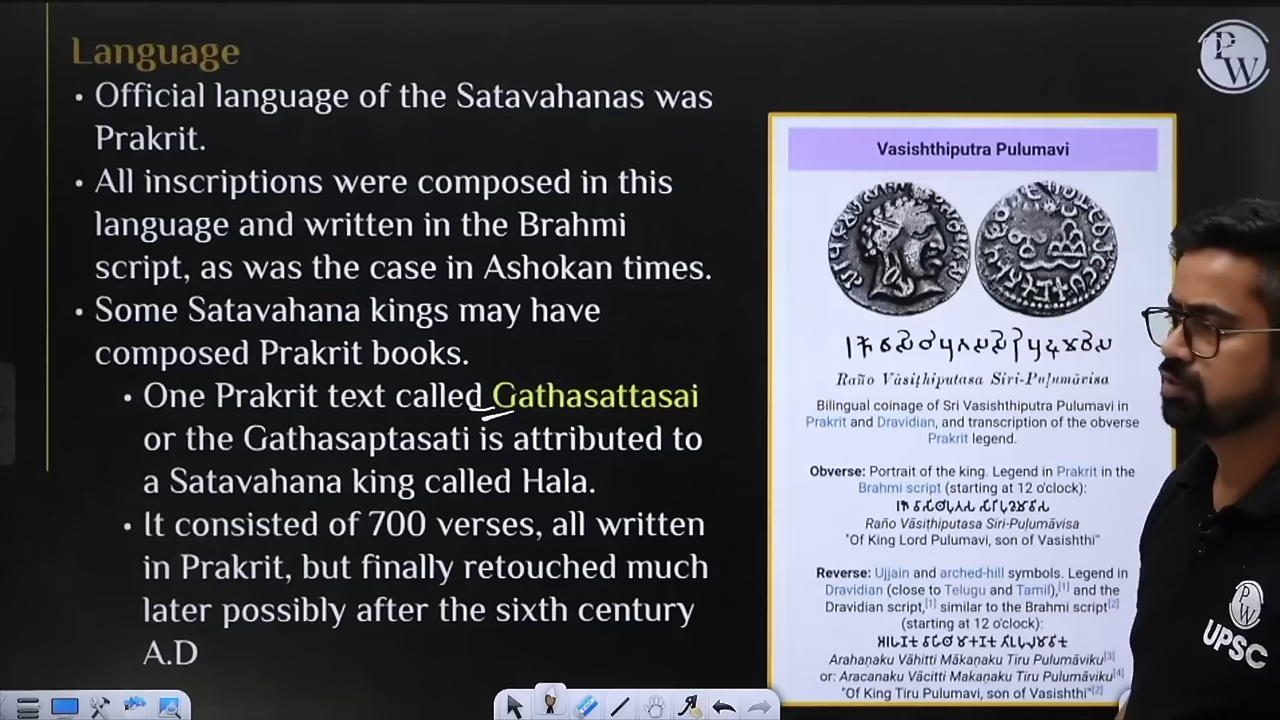 Language
• Official language of the Satavahanas was
Prakrit.
• All inscriptions were composed in this
language and written in the Brahmi
script, as was the case in Ashokan times.
• Some Satavahana kings may have
composed Prakrit books.
• One Prakrit text called Gathasattasai
or the Gathasaptasati is attributed to
a Satavahana king called Hala.
• It consisted of 700 verses, all written
in Prakrit, but finally retouched much
later possibly after the sixth century
A.D
Vasishthiputra Pulumavi
Raño Vāsiṭhiputasa Siri-Puḷumāvisa
Bilingual coinage of Sri Vasishthiputra Pulumavi in
Prakrit and Dravidian, and transcription of the obverse
Prakrit legend.
Obverse: Portrait of the king. Legend in Prakrit in the
Brahmi script (starting at 12 o'clock):
Raño Vāsiṭhiputasa Siri-Puḷumāvisa
"Of King Lord Pulumavi, son of Vasishthi"
Reverse: Ujjain and arched-hill symbols. Legend in
Dravidian (close to Telugu and Tamil),[1] and the
Dravidian script,[1] similar to the Brahmi script[2]
(starting at 12 o'clock):
Arahaṇaku Vāhitti Mākaṇaku Tiru Pulumāviku[3]
or: Aracanaku Vācitti Makaṇaku Tiru Pulumāviku[4]
"Of King Tiru Pulumavi, son of Vasishthi"[2]
PW
PW
UPSC